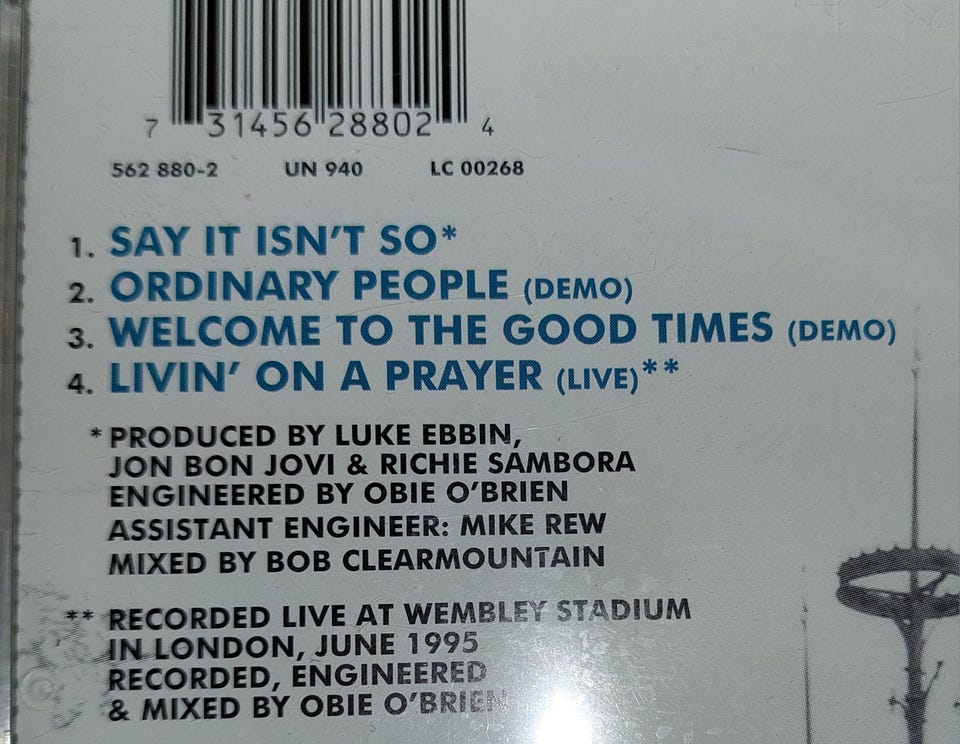 7 31456 28802 4
562 880-2 UN 940 LC 00268
1. SAY IT ISN'T SO*
2. ORDINARY PEOPLE (DEMO)
3. WELCOME TO THE GOOD TIMES (DEMO)
4. LIVIN' ON A PRAYER (LIVE)**
* PRODUCED BY LUKE EBBIN,
JON BON JOVI & RICHIE SAMBORA
ENGINEERED BY OBIE O'BRIEN
ASSISTANT ENGINEER: MIKE REW
MIXED BY BOB CLEARMOUNTAIN
** RECORDED LIVE AT WEMBLEY STADIUM
IN LONDON, JUNE 1995
RECORDED, ENGINEERED
& MIXED BY OBIE O'BRIEN